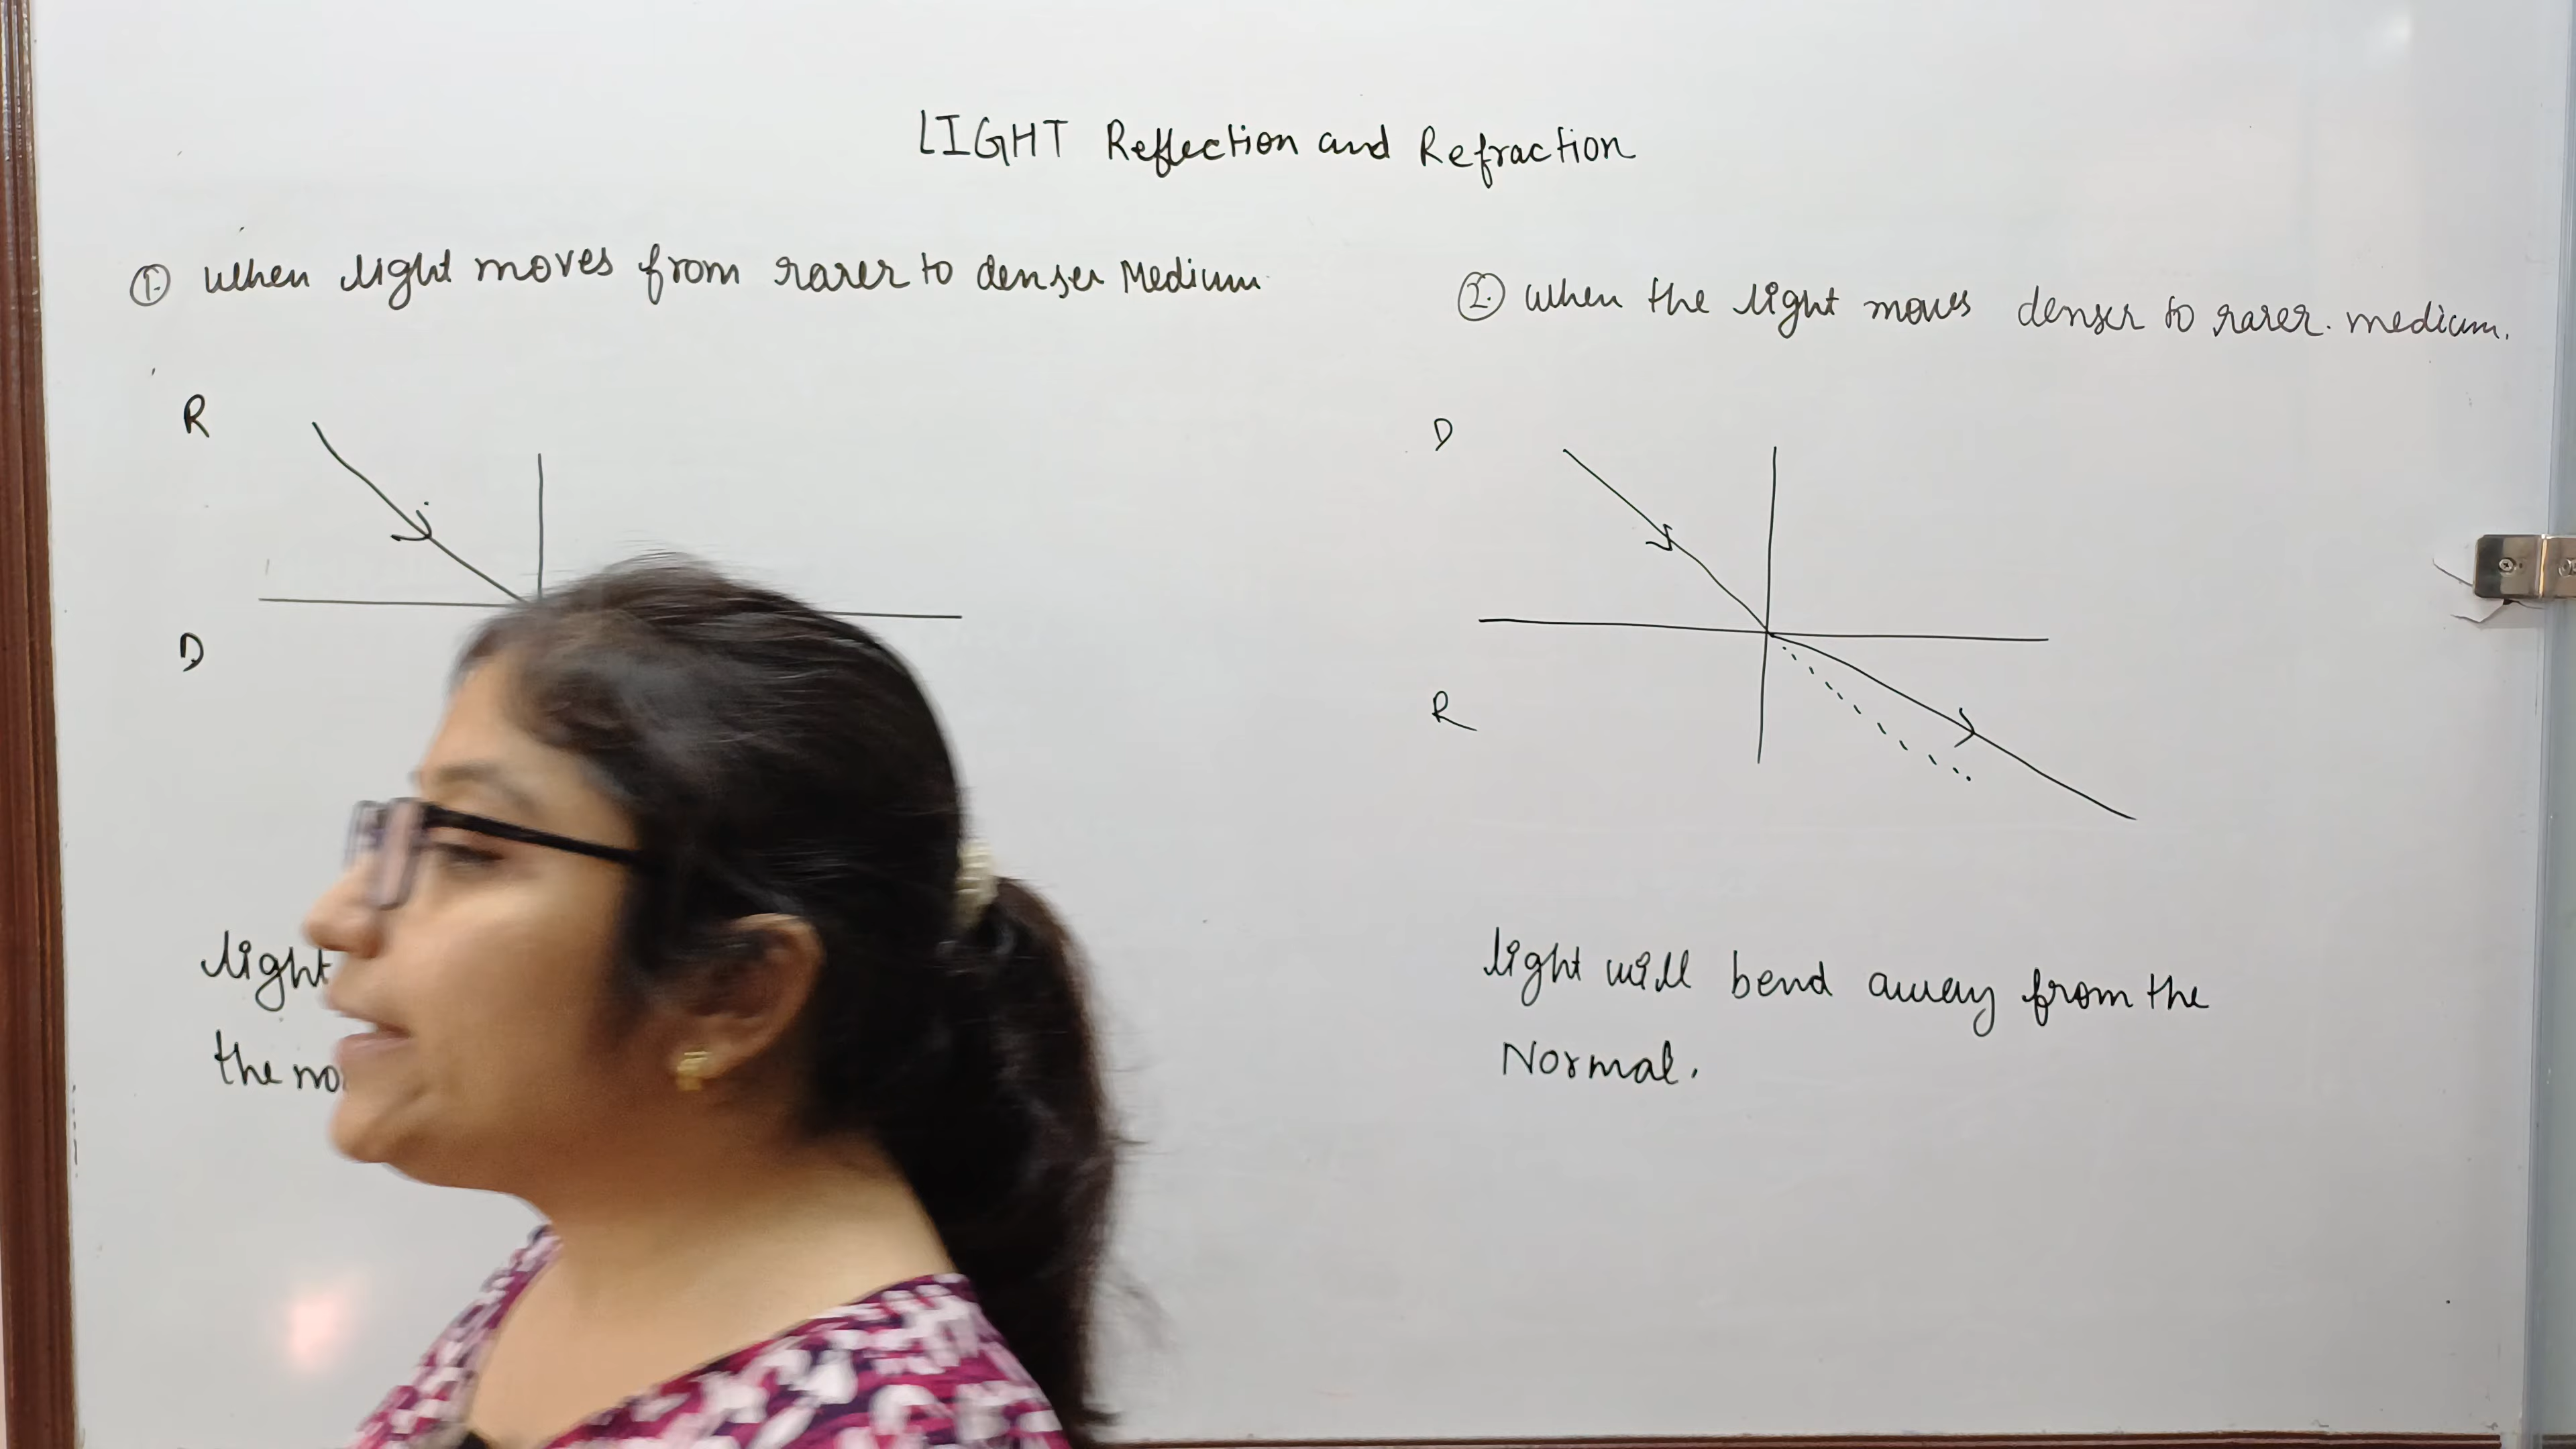 LIGHT Reflection and Refraction
① When light moves from rarer to denser Medium
② when the light moves denser to rarer. medium.
R
D
D
R
light
the
light will bend away from the
Normal.